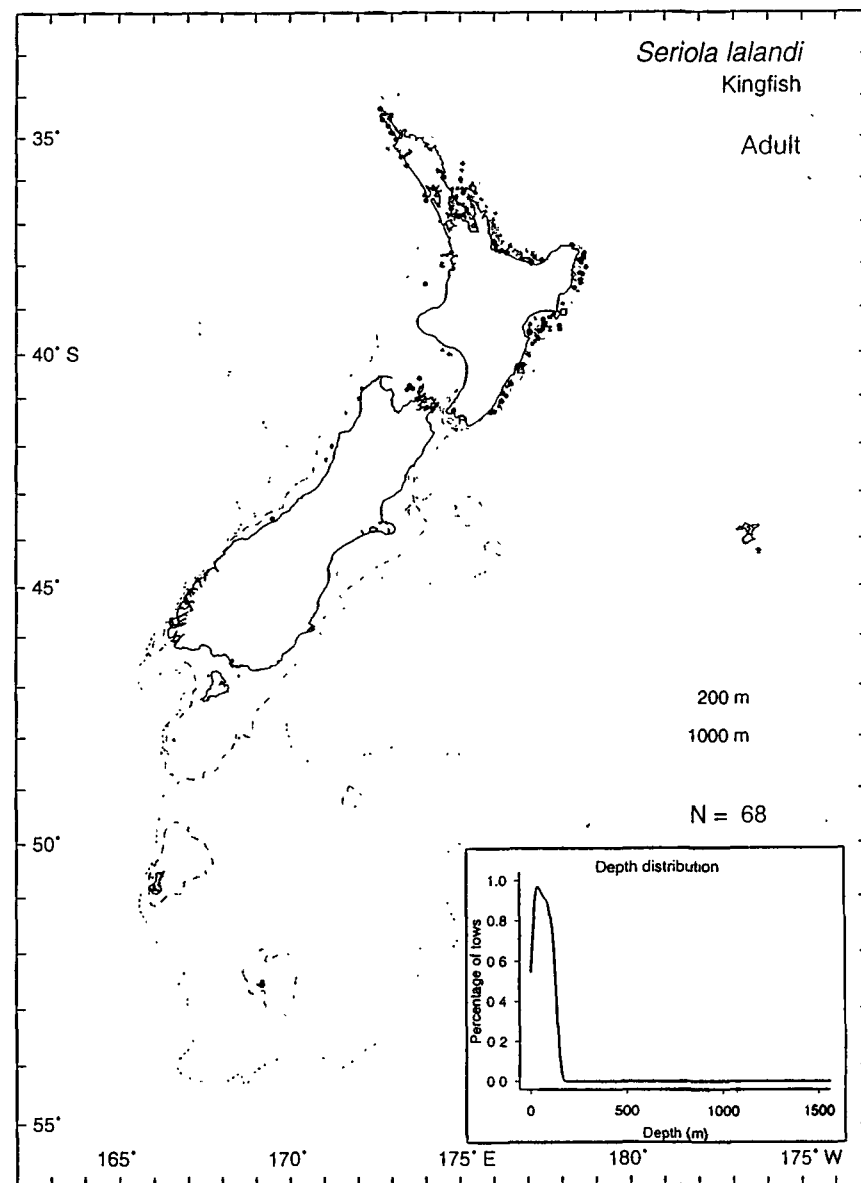 Seriola lalandi
Kingfish
Adult
35°
40° S
45°
50°
55°
200 m
1000 m
N = 68
Depth distribution
Percentage of tows
1.0
0.8
0 6
0 4
0 2
0 0
0
500
1000
1500
Depth (m)
165°
170°
175° E
180°
175° W